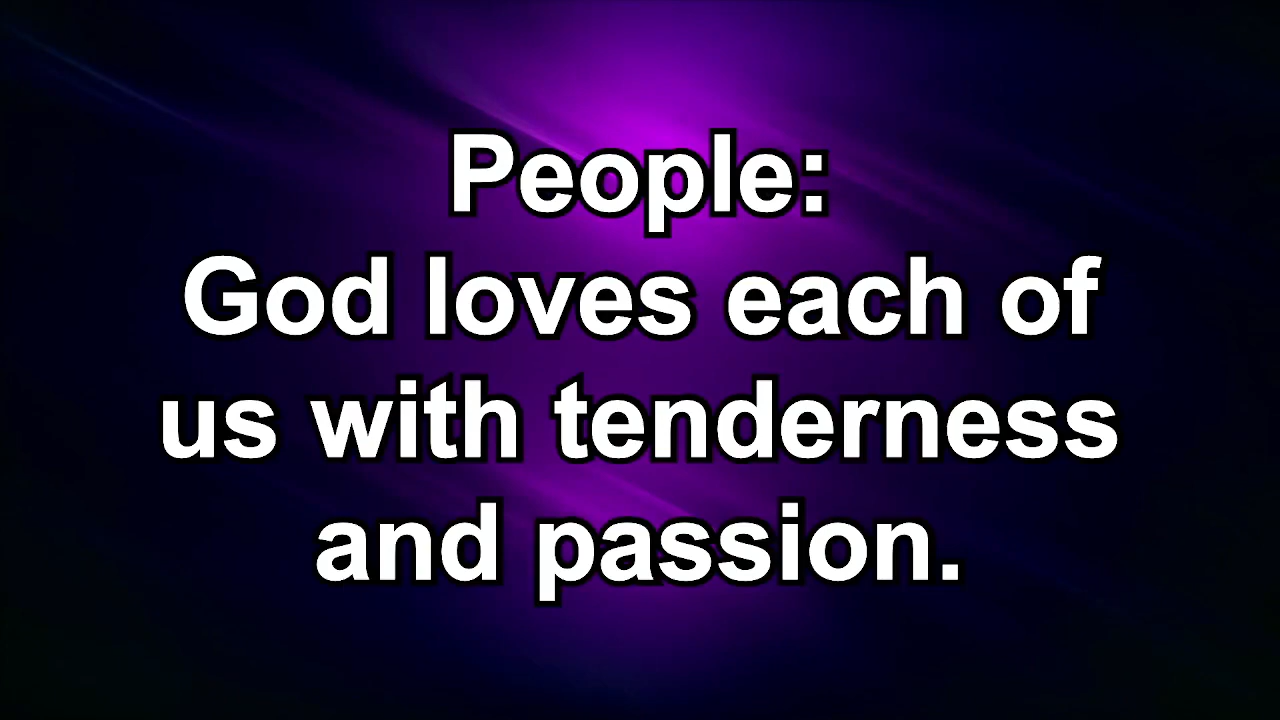 People:
God loves each of
us with tenderness
and passion.